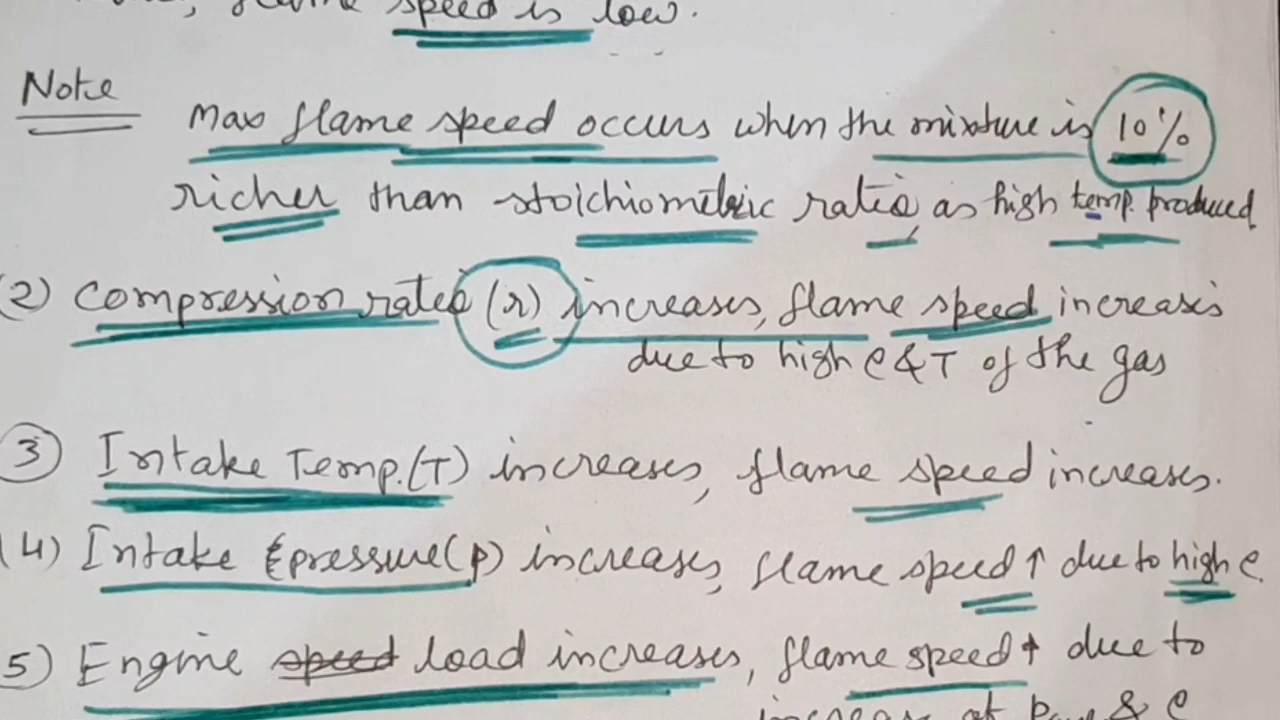 speed is low.
Note
Max flame speed occurs when the mixture is 10%
richer than stoichiometric ratio as high temp. produced
(2) Compression ratio (r) increases, flame speed increases
due to high ρ & T of the gas
(3) Intake Temp.(T) increases, flame speed increases.
(4) Intake pressure(p) increases, flame speed ↑ due to high ρ.
5) Engine speed load increases, flame speed ↑ due to
increase &